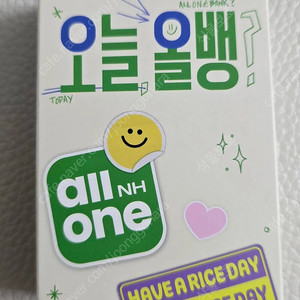 ALL ONE BANK?
오늘, 올뱅?
TODAY
all NH
one
HAVE A RICE DAY